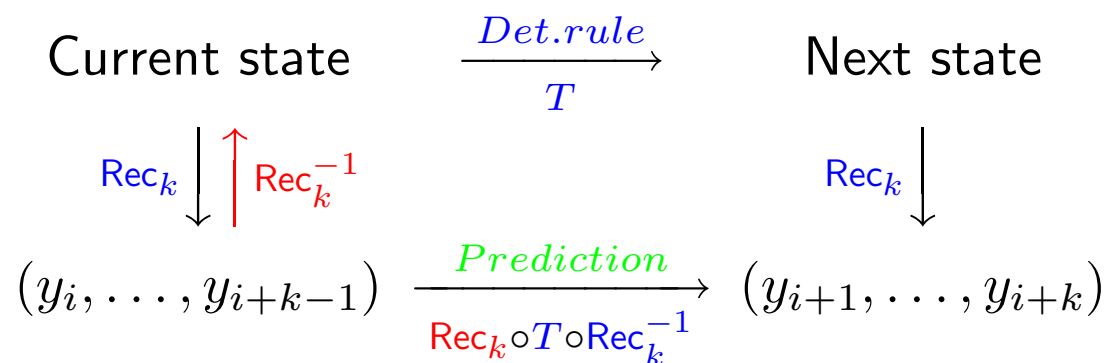 Current state Det.rule Next state
T
Rec_k Rec_k^{-1} Rec_k
Prediction
(y_i, . . . , y_{i+k−1}) (y_{i+1}, . . . , y_{i+k})
Rec_k∘T∘Rec_k^{-1}